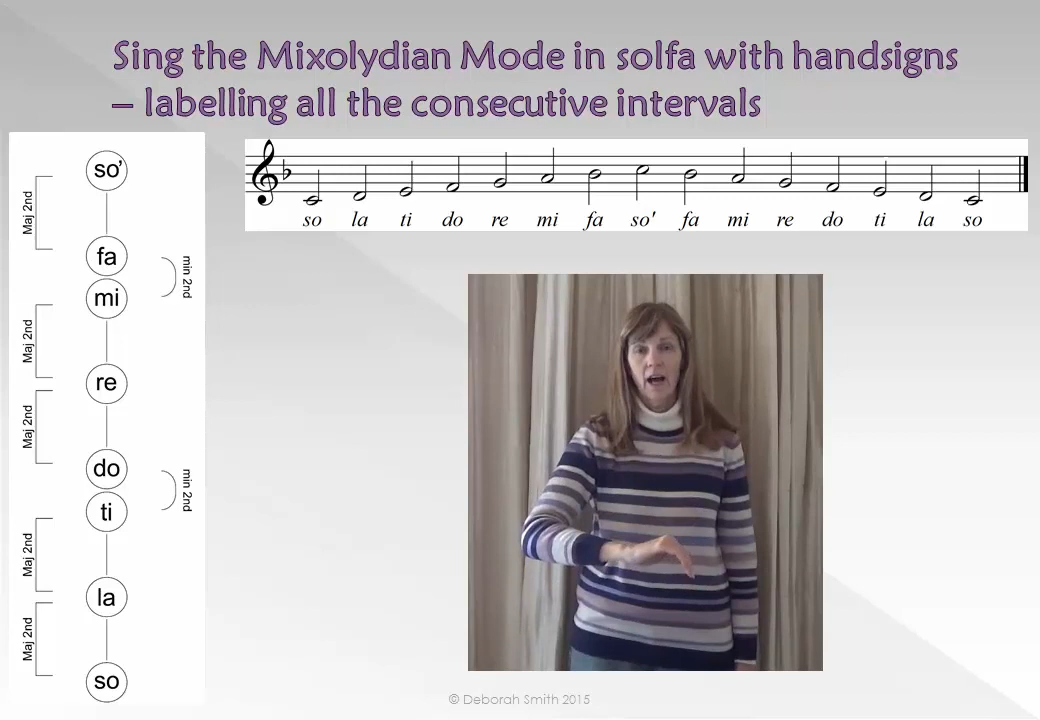 Sing the Mixolydian Mode in solfa with handsigns
– labelling all the consecutive intervals
so'
Maj 2nd
fa
min 2nd
mi
Maj 2nd
re
Maj 2nd
do
min 2nd
ti
Maj 2nd
la
Maj 2nd
so
so la ti do re mi fa so' fa mi re do ti la so
© Deborah Smith 2015